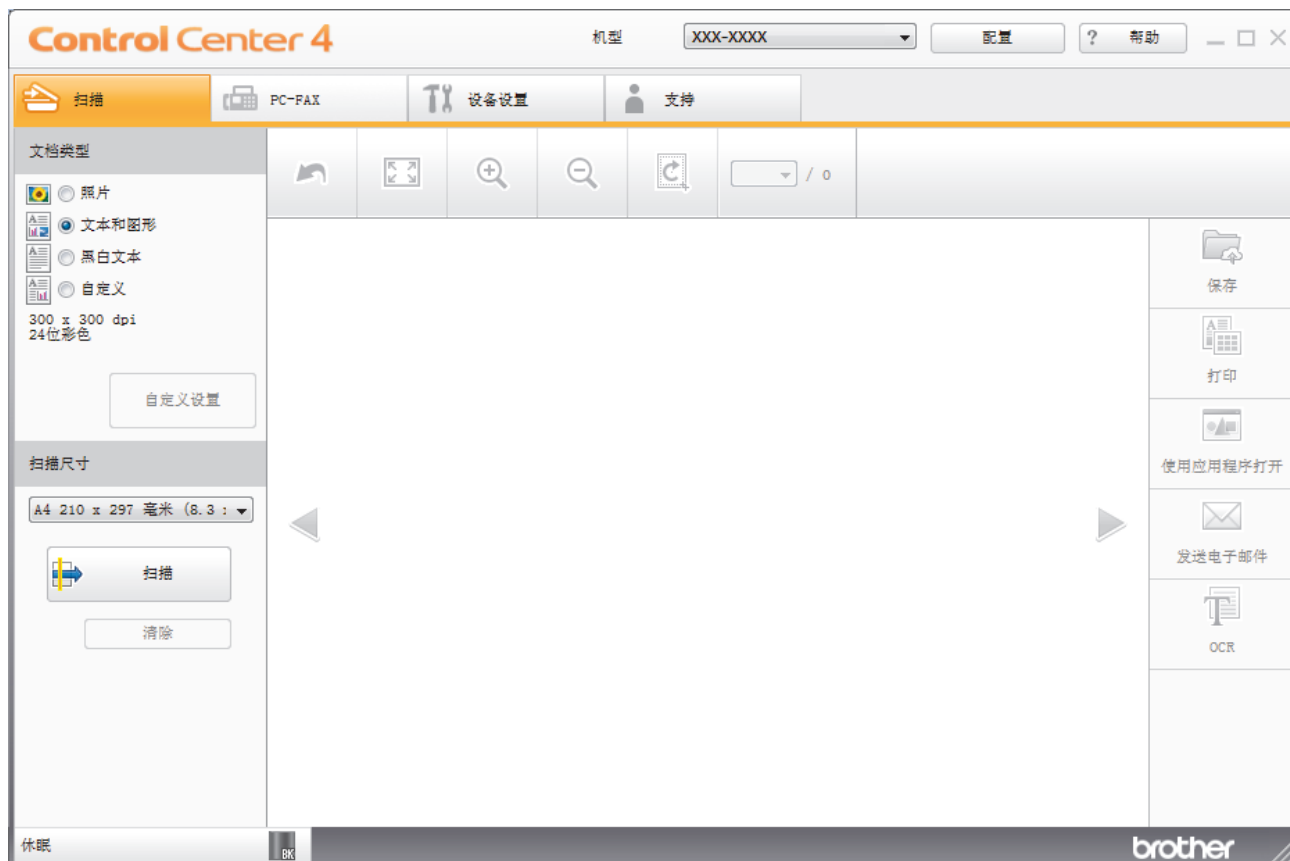 Control Center 4
机型
XXX-XXXX
配置
? 帮助
扫描
PC-FAX
设备设置
支持
文档类型
照片
文本和图形
黑白文本
自定义
300 x 300 dpi
24位彩色
自定义设置
扫描尺寸
A4 210 x 297 毫米 (8.3 :
扫描
清除
/ 0
保存
打印
使用应用程序打开
发送电子邮件
OCR
休眠
BK
brother